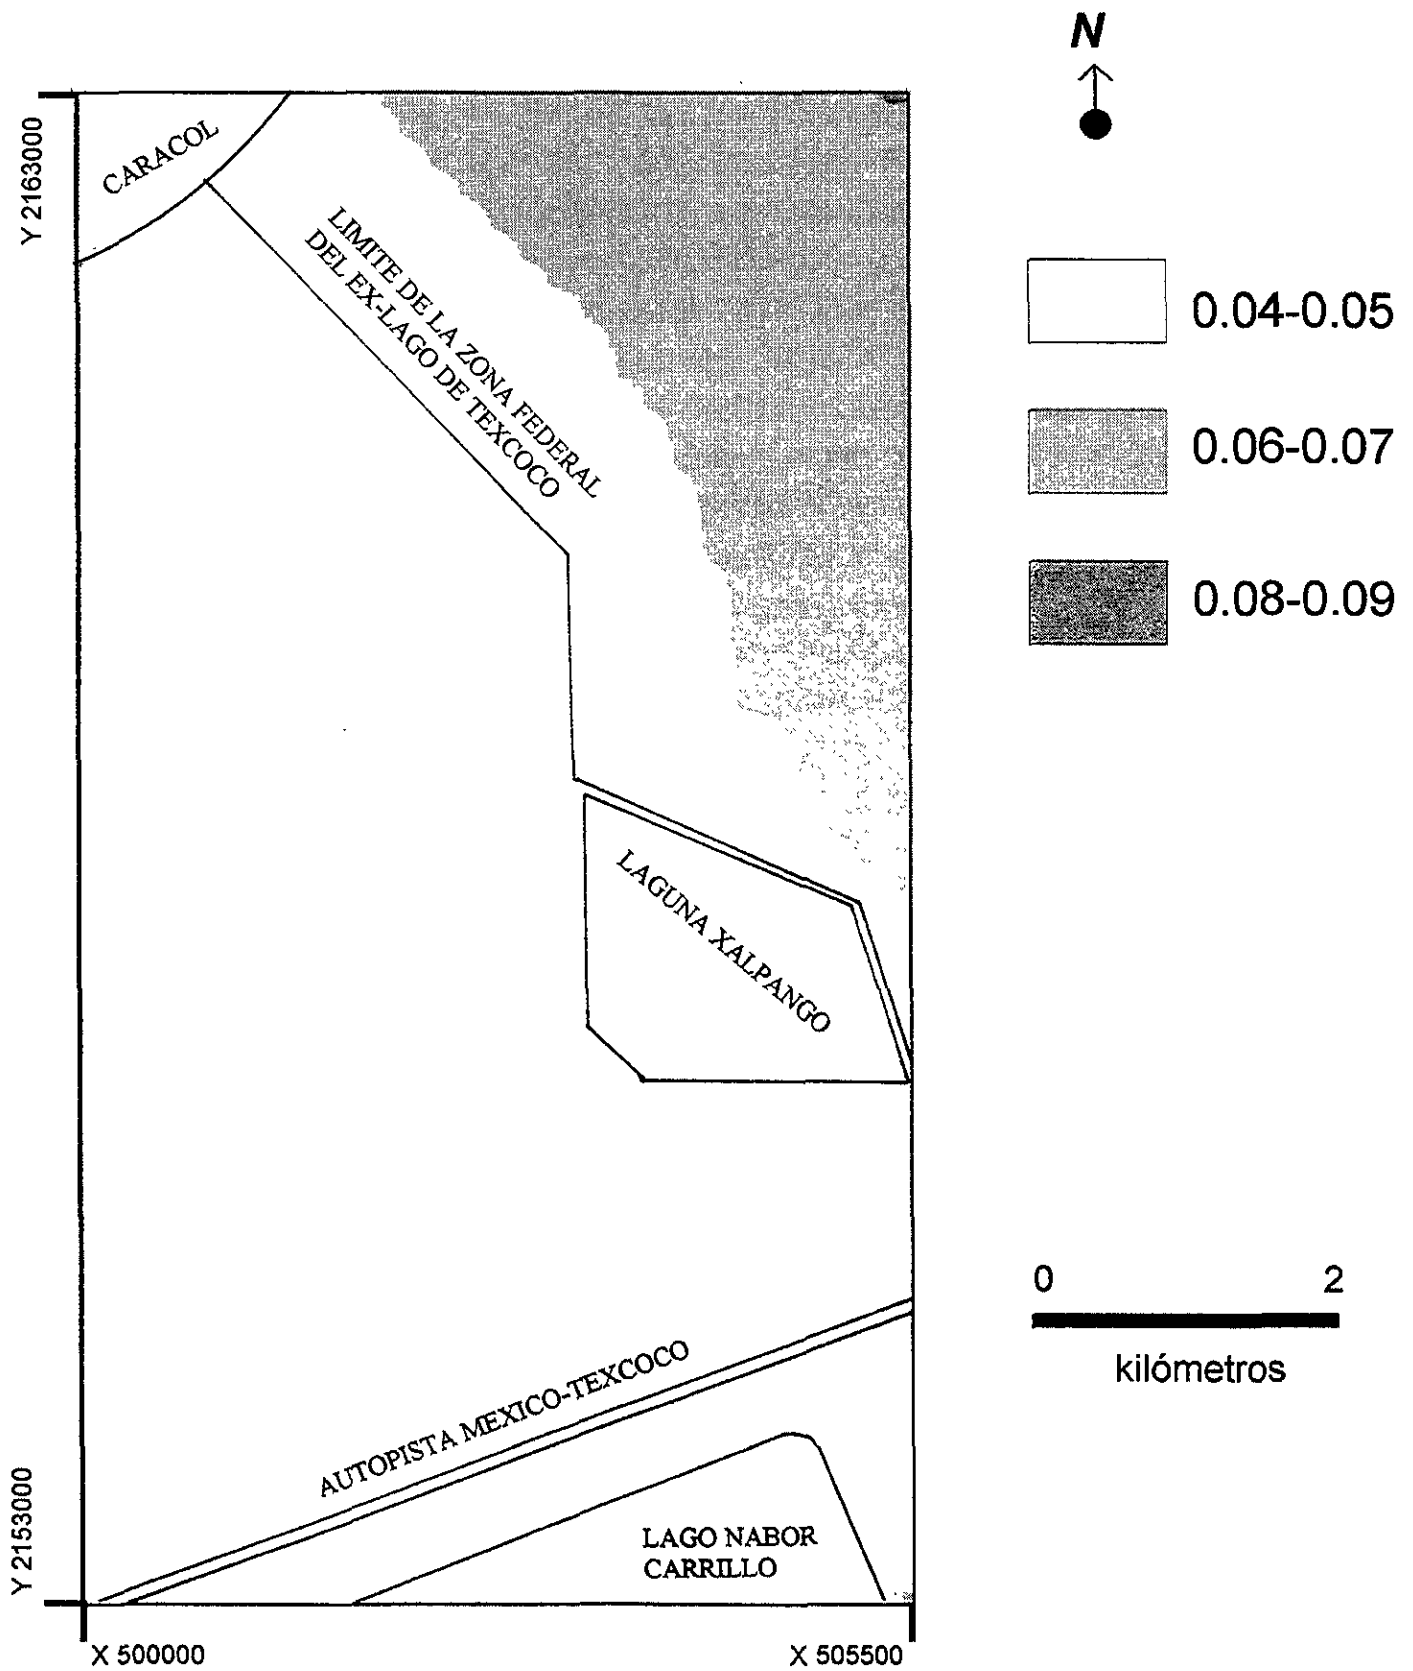 N
Y 2163000
CARACOL
LIMITE DE LA ZONA FEDERAL
DEL EX-LAGO DE TEXCOCO
0.04-0.05
0.06-0.07
0.08-0.09
LAGUNA XALPANGO
0 2
kilómetros
AUTOPISTA MEXICO-TEXCOCO
LAGO NABOR
CARRILLO
Y 2153000
X 500000
X 505500